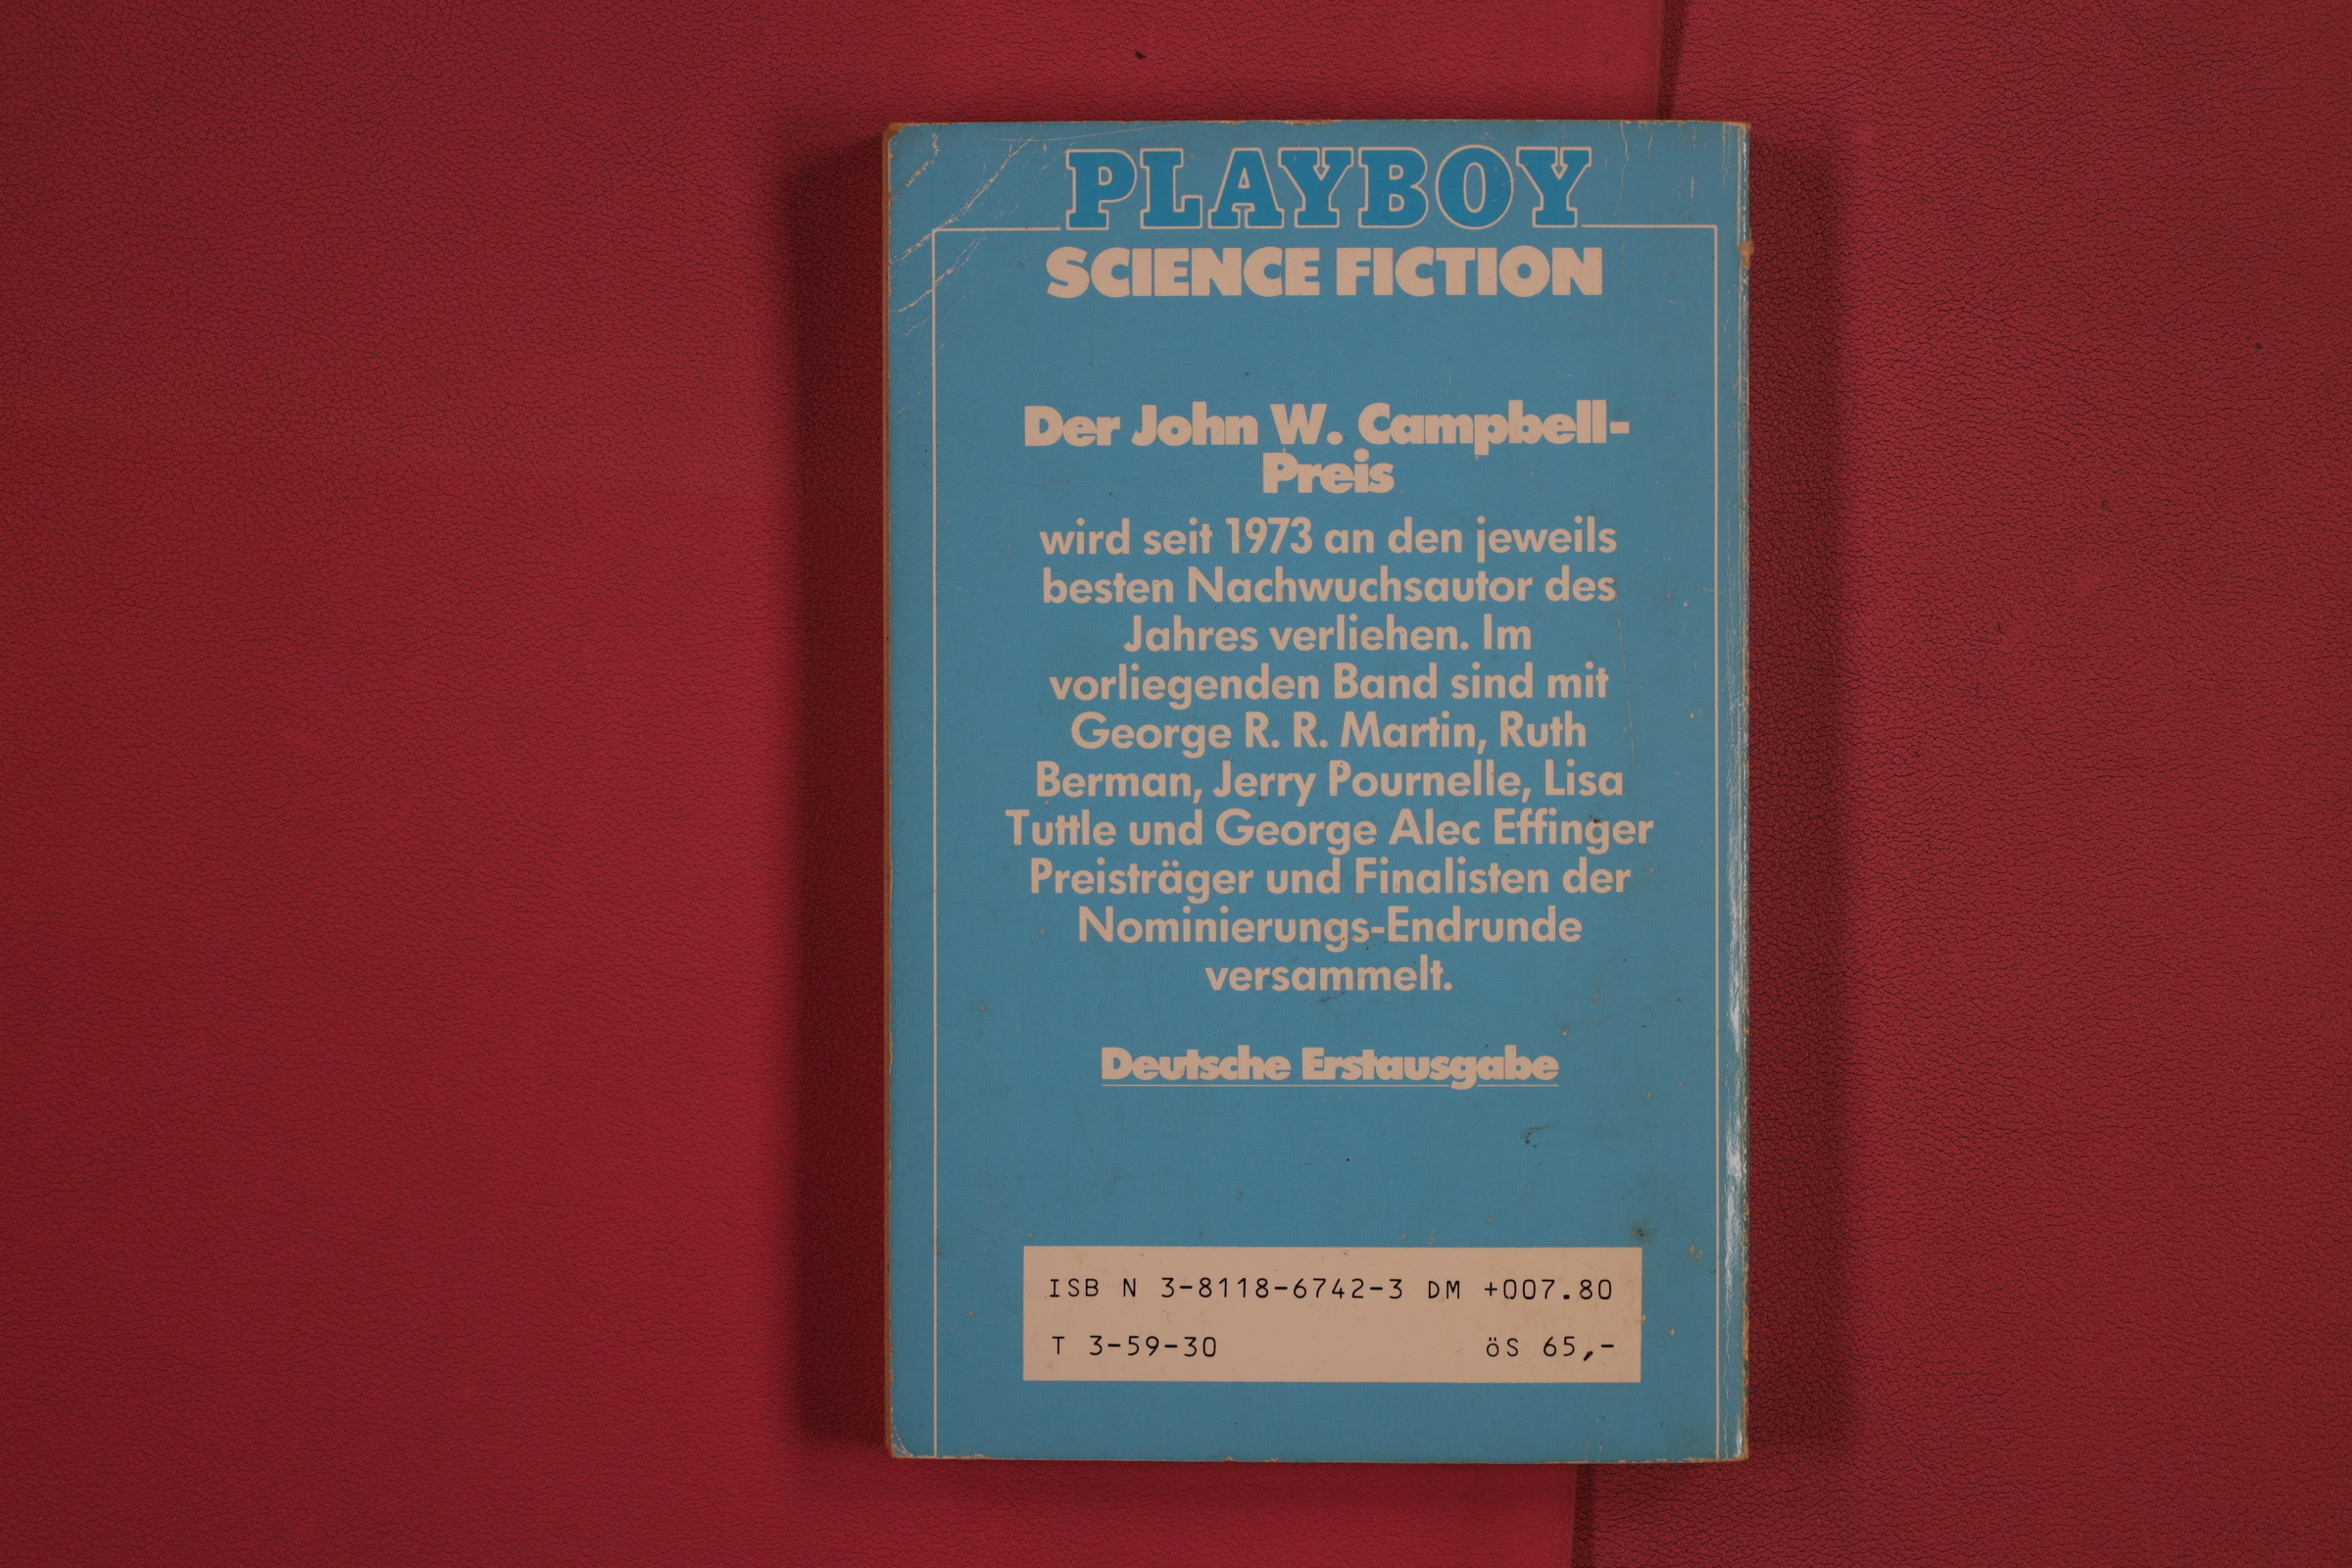 PLAYBOY
SCIENCE FICTION
Der John W. Campbell-
Preis
wird seit 1973 an den jeweils
besten Nachwuchsautor des
Jahres verliehen. Im
vorliegenden Band sind mit
George R. R. Martin, Ruth
Berman, Jerry Pournelle, Lisa
Tuttle und George Alec Effinger
Preisträger und Finalisten der
Nominierungs-Endrunde
versammelt.
Deutsche Erstausgabe
ISB N 3-8118-6742-3 DM +007.80
T 3-59-30 öS 65,-